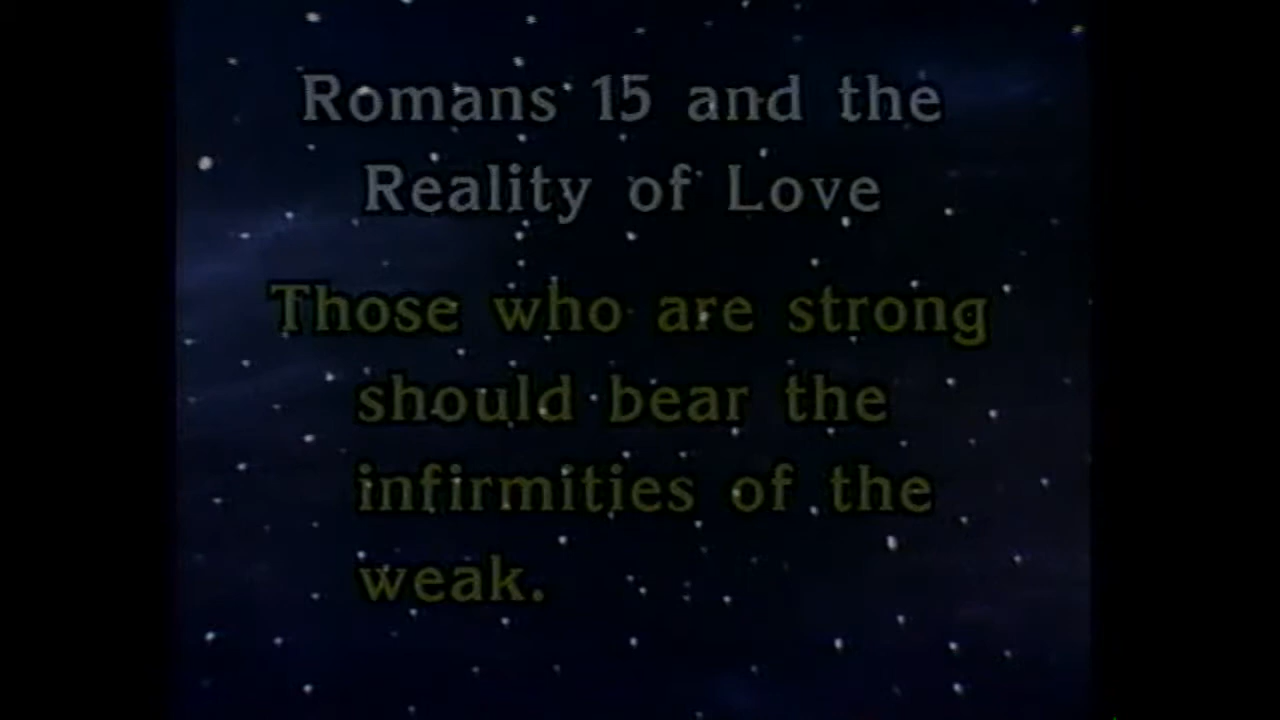 Romans 15 and the
Reality of Love
Those who are strong
should bear the
infirmities of the
weak.